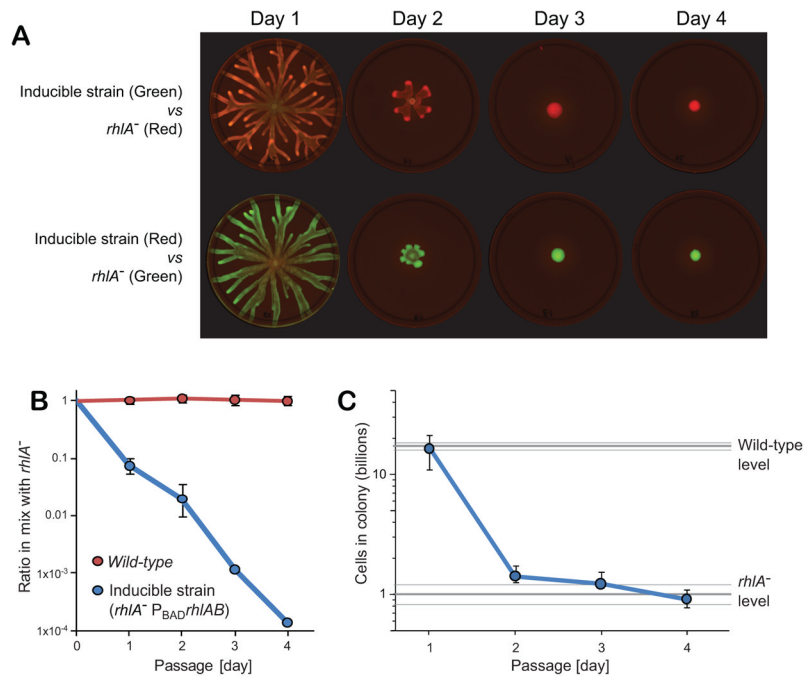 A
Day 1
Day 2
Day 3
Day 4
Inducible strain (Green)
vs
rhlA⁻ (Red)
Inducible strain (Red)
vs
rhlA⁻ (Green)
B
Ratio in mix with rhlA⁻
1
0.1
0.01
1x10⁻³
1x10⁻⁴
Wild-type
Inducible strain
(rhlA⁻ PBADrhlAB)
0
1
2
3
4
Passage [day]
C
Cells in colony (billions)
10
1
Wild-type
level
rhlA⁻
level
1
2
3
4
Passage [day]